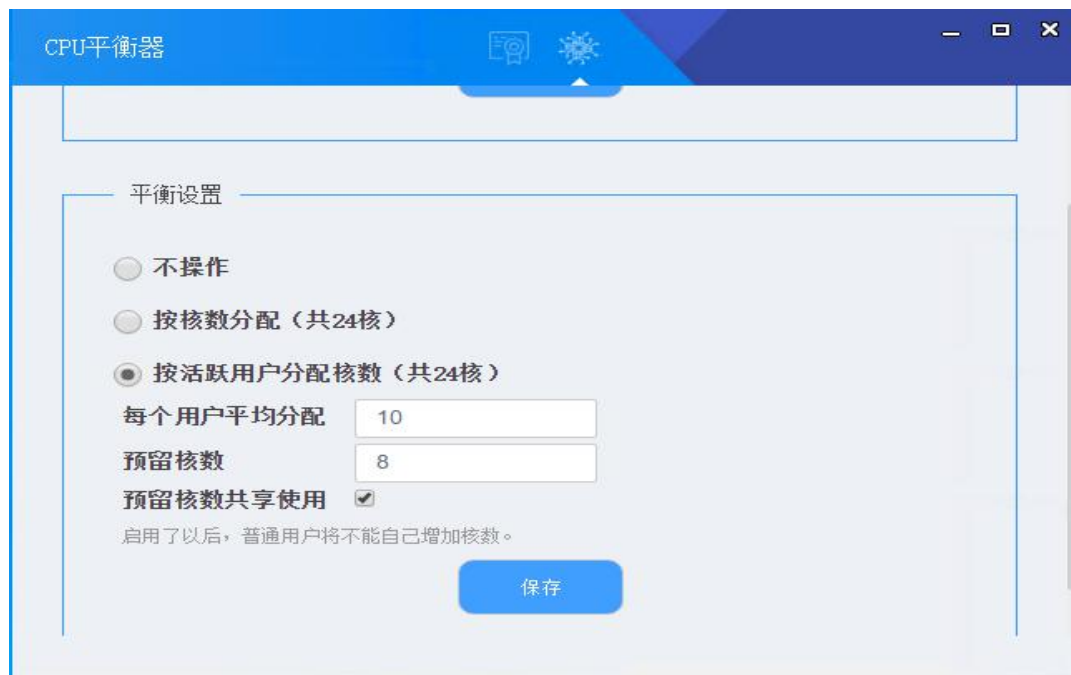 CPU平衡器
平衡设置
不操作
按核数分配（共24核）
按活跃用户分配核数（共24核）
每个用户平均分配 10
预留核数 8
预留核数共享使用
启用了以后，普通用户将不能自己增加核数。
保存